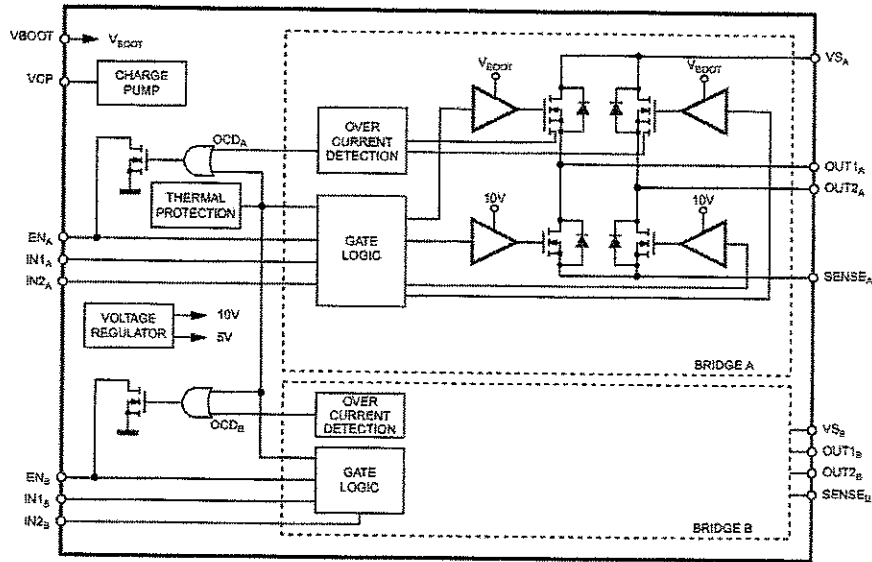 VBOOT
VBOOT
VCP
CHARGE
PUMP
VBOOT
VBOOT
VSA
OCDA
OVER
CURRENT
DETECTION
THERMAL
PROTECTION
OUT1A
OUT2A
10V
10V
ENA
GATE
LOGIC
IN1A
IN2A
SENSEA
VOLTAGE
REGULATOR
10V
5V
BRIDGE A
OCDB
OVER
CURRENT
DETECTION
VSB
OUT1B
OUT2B
SENSEB
ENB
GATE
LOGIC
IN1B
IN2B
BRIDGE B